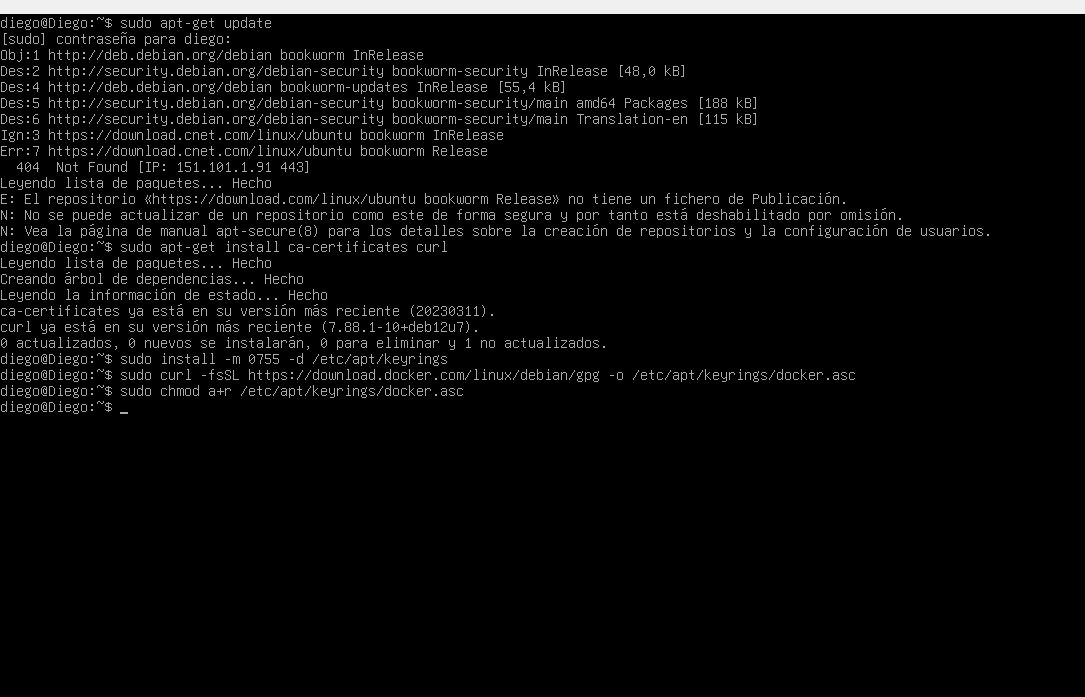 diego@Diego:~$ sudo apt-get update
[sudo] contraseña para diego:
Obj:1 http://deb.debian.org/debian bookworm InRelease
Des:2 http://security.debian.org/debian-security bookworm-security InRelease [48,0 kB]
Des:4 http://deb.debian.org/debian bookworm-updates InRelease [55,4 kB]
Des:5 http://security.debian.org/debian-security bookworm-security/main amd64 Packages [188 kB]
Des:6 http://security.debian.org/debian-security bookworm-security/main Translation-en [115 kB]
Ign:3 https://download.cnet.com/linux/ubuntu bookworm InRelease
Err:7 https://download.cnet.com/linux/ubuntu bookworm Release
  404  Not Found [IP: 151.101.1.91 443]
Leyendo lista de paquetes... Hecho
E: El repositorio «https://download.com/linux/ubuntu bookworm Release» no tiene un fichero de Publicación.
N: No se puede actualizar de un repositorio como este de forma segura y por tanto está deshabilitado por omisión.
N: Vea la página de manual apt-secure(8) para los detalles sobre la creación de repositorios y la configuración de usuarios.
diego@Diego:~$ sudo apt-get install ca-certificates curl
Leyendo lista de paquetes... Hecho
Creando árbol de dependencias... Hecho
Leyendo la información de estado... Hecho
ca-certificates ya está en su versión más reciente (20230311).
curl ya está en su versión más reciente (7.88.1-10+deb12u7).
0 actualizados, 0 nuevos se instalarán, 0 para eliminar y 1 no actualizados.
diego@Diego:~$ sudo install -m 0755 -d /etc/apt/keyrings
diego@Diego:~$ sudo curl -fsSL https://download.docker.com/linux/debian/gpg -o /etc/apt/keyrings/docker.asc
diego@Diego:~$ sudo chmod a+r /etc/apt/keyrings/docker.asc
diego@Diego:~$ _